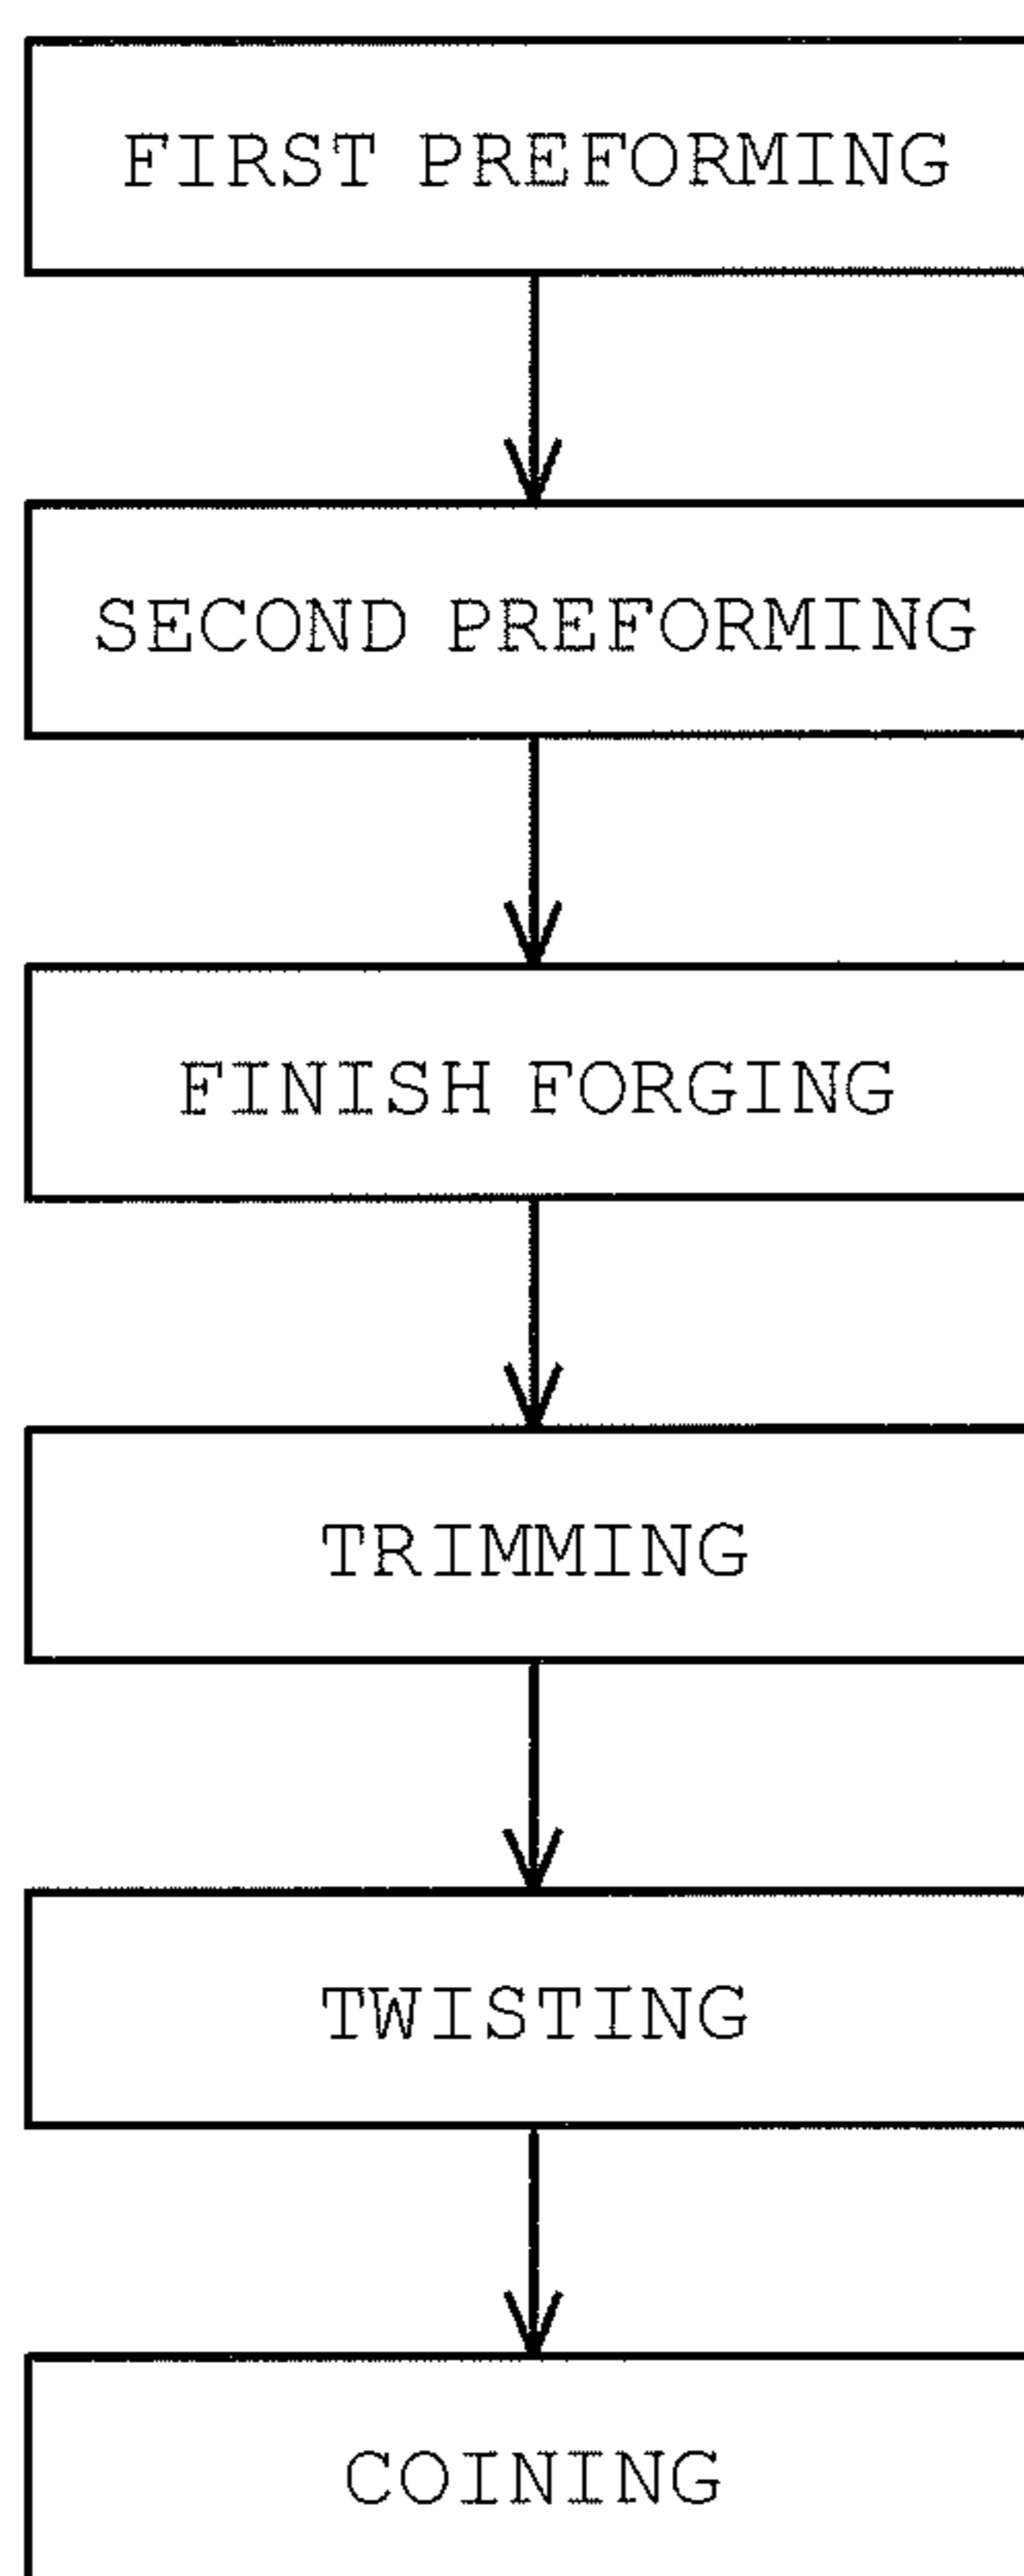 FIRST PREFORMING
SECOND PREFORMING
FINISH FORGING
TRIMMING
TWISTING
COINING